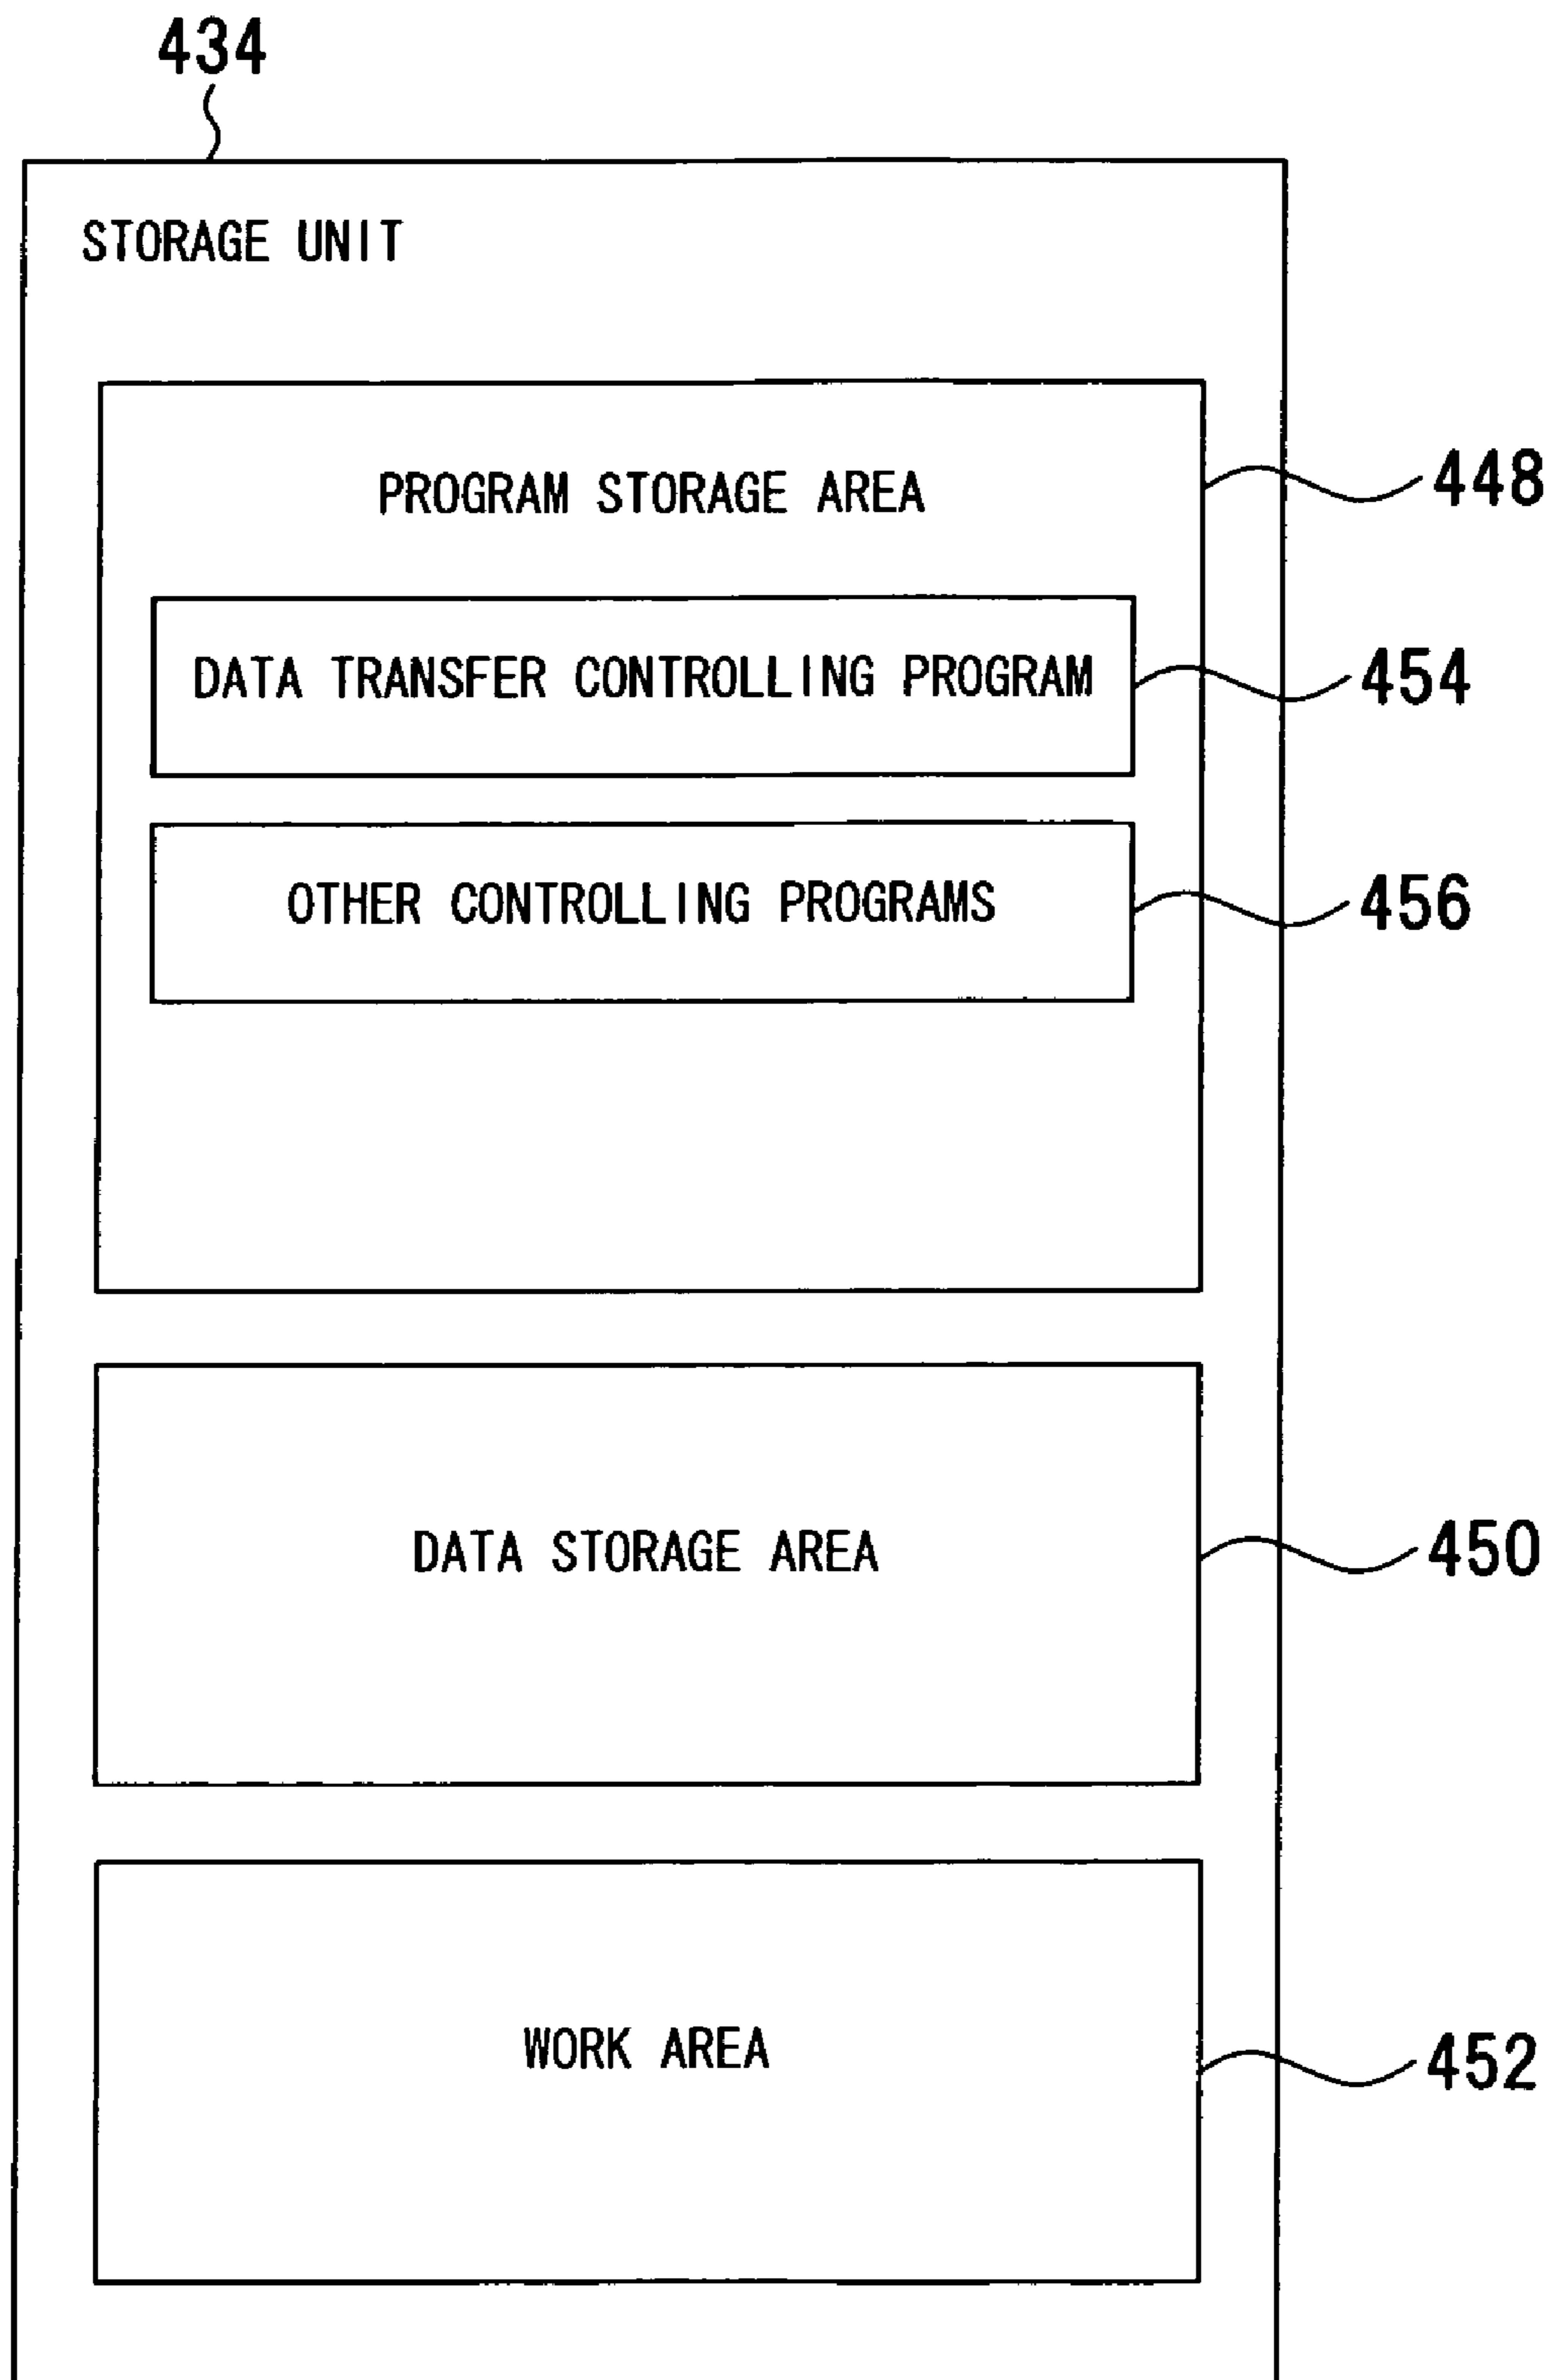 434
STORAGE UNIT
PROGRAM STORAGE AREA
448
DATA TRANSFER CONTROLLING PROGRAM
454
OTHER CONTROLLING PROGRAMS
456
DATA STORAGE AREA
450
WORK AREA
452